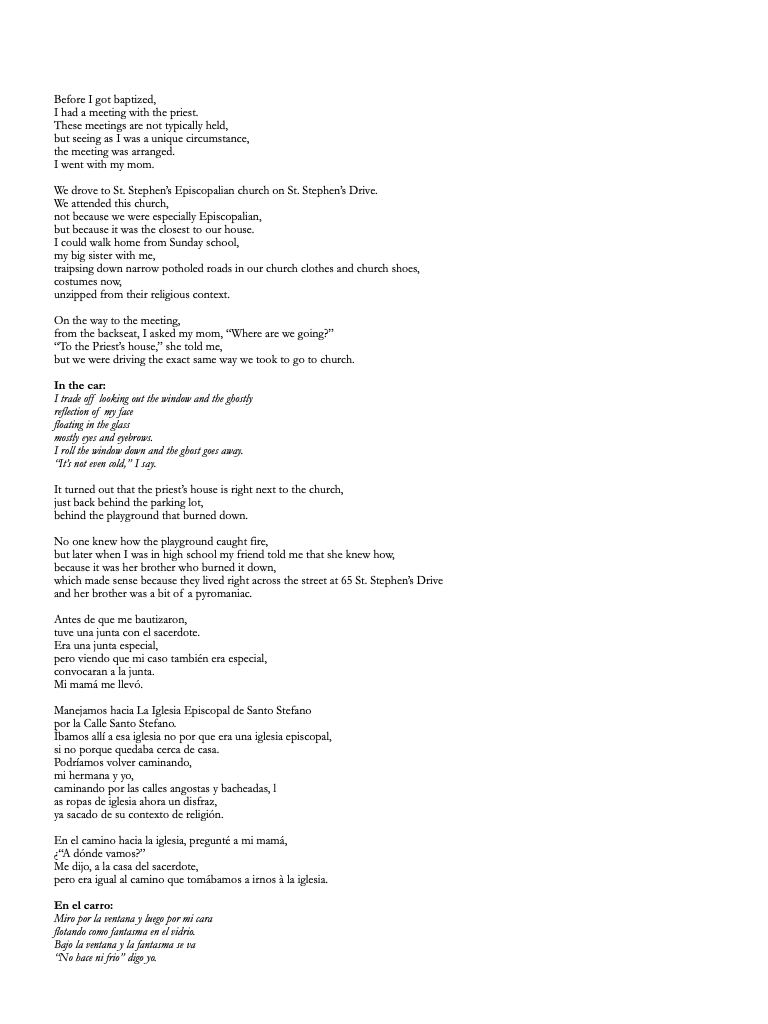 Before I got baptized,
I had a meeting with the priest.
These meetings are not typically held,
but seeing as I was a unique circumstance,
the meeting was arranged.
I went with my mom.
We drove to St. Stephen’s Episcopalian church on St. Stephen’s Drive.
We attended this church,
not because we were especially Episcopalian,
but because it was the closest to our house.
I could walk home from Sunday school,
my big sister with me,
traipsing down narrow potholed roads in our church clothes and church shoes,
costumes now,
unzipped from their religious context.
On the way to the meeting,
from the backseat, I asked my mom, “Where are we going?”
“To the Priest’s house,” she told me,
but we were driving the exact same way we took to go to church.
In the car:
I trade off looking out the window and the ghostly
reflection of my face
floating in the glass
mostly eyes and eyebrows.
I roll the window down and the ghost goes away.
“It’s not even cold,” I say.
It turned out that the priest’s house is right next to the church,
just back behind the parking lot,
behind the playground that burned down.
No one knew how the playground caught fire,
but later when I was in high school my friend told me that she knew how,
because it was her brother who burned it down,
which made sense because they lived right across the street at 65 St. Stephen’s Drive
and her brother was a bit of a pyromaniac.
Antes de que me bautizaron,
tuve una junta con el sacerdote.
Era una junta especial,
pero viendo que mi caso también era especial,
convocaran a la junta.
Mi mamá me llevó.
Manejamos hacia La Iglesia Episcopal de Santo Stefano
por la Calle Santo Stefano.
Íbamos allí a esa iglesia no por que era una iglesia episcopal,
si no porque quedaba cerca de casa.
Podríamos volver caminando,
mi hermana y yo,
caminando por las calles angostas y bacheadas, l
as ropas de iglesia ahora un disfraz,
ya sacado de su contexto de religión.
En el camino hacia la iglesia, pregunté a mi mamá,
¿“A dónde vamos?”
Me dijo, a la casa del sacerdote,
pero era igual al camino que tomábamos a irnos à la iglesia.
En el carro:
Miro por la ventana y luego por mi cara
flotando como fantasma en el vidrio.
Bajo la ventana y la fantasma se va
“No hace ni frio” digo yo.